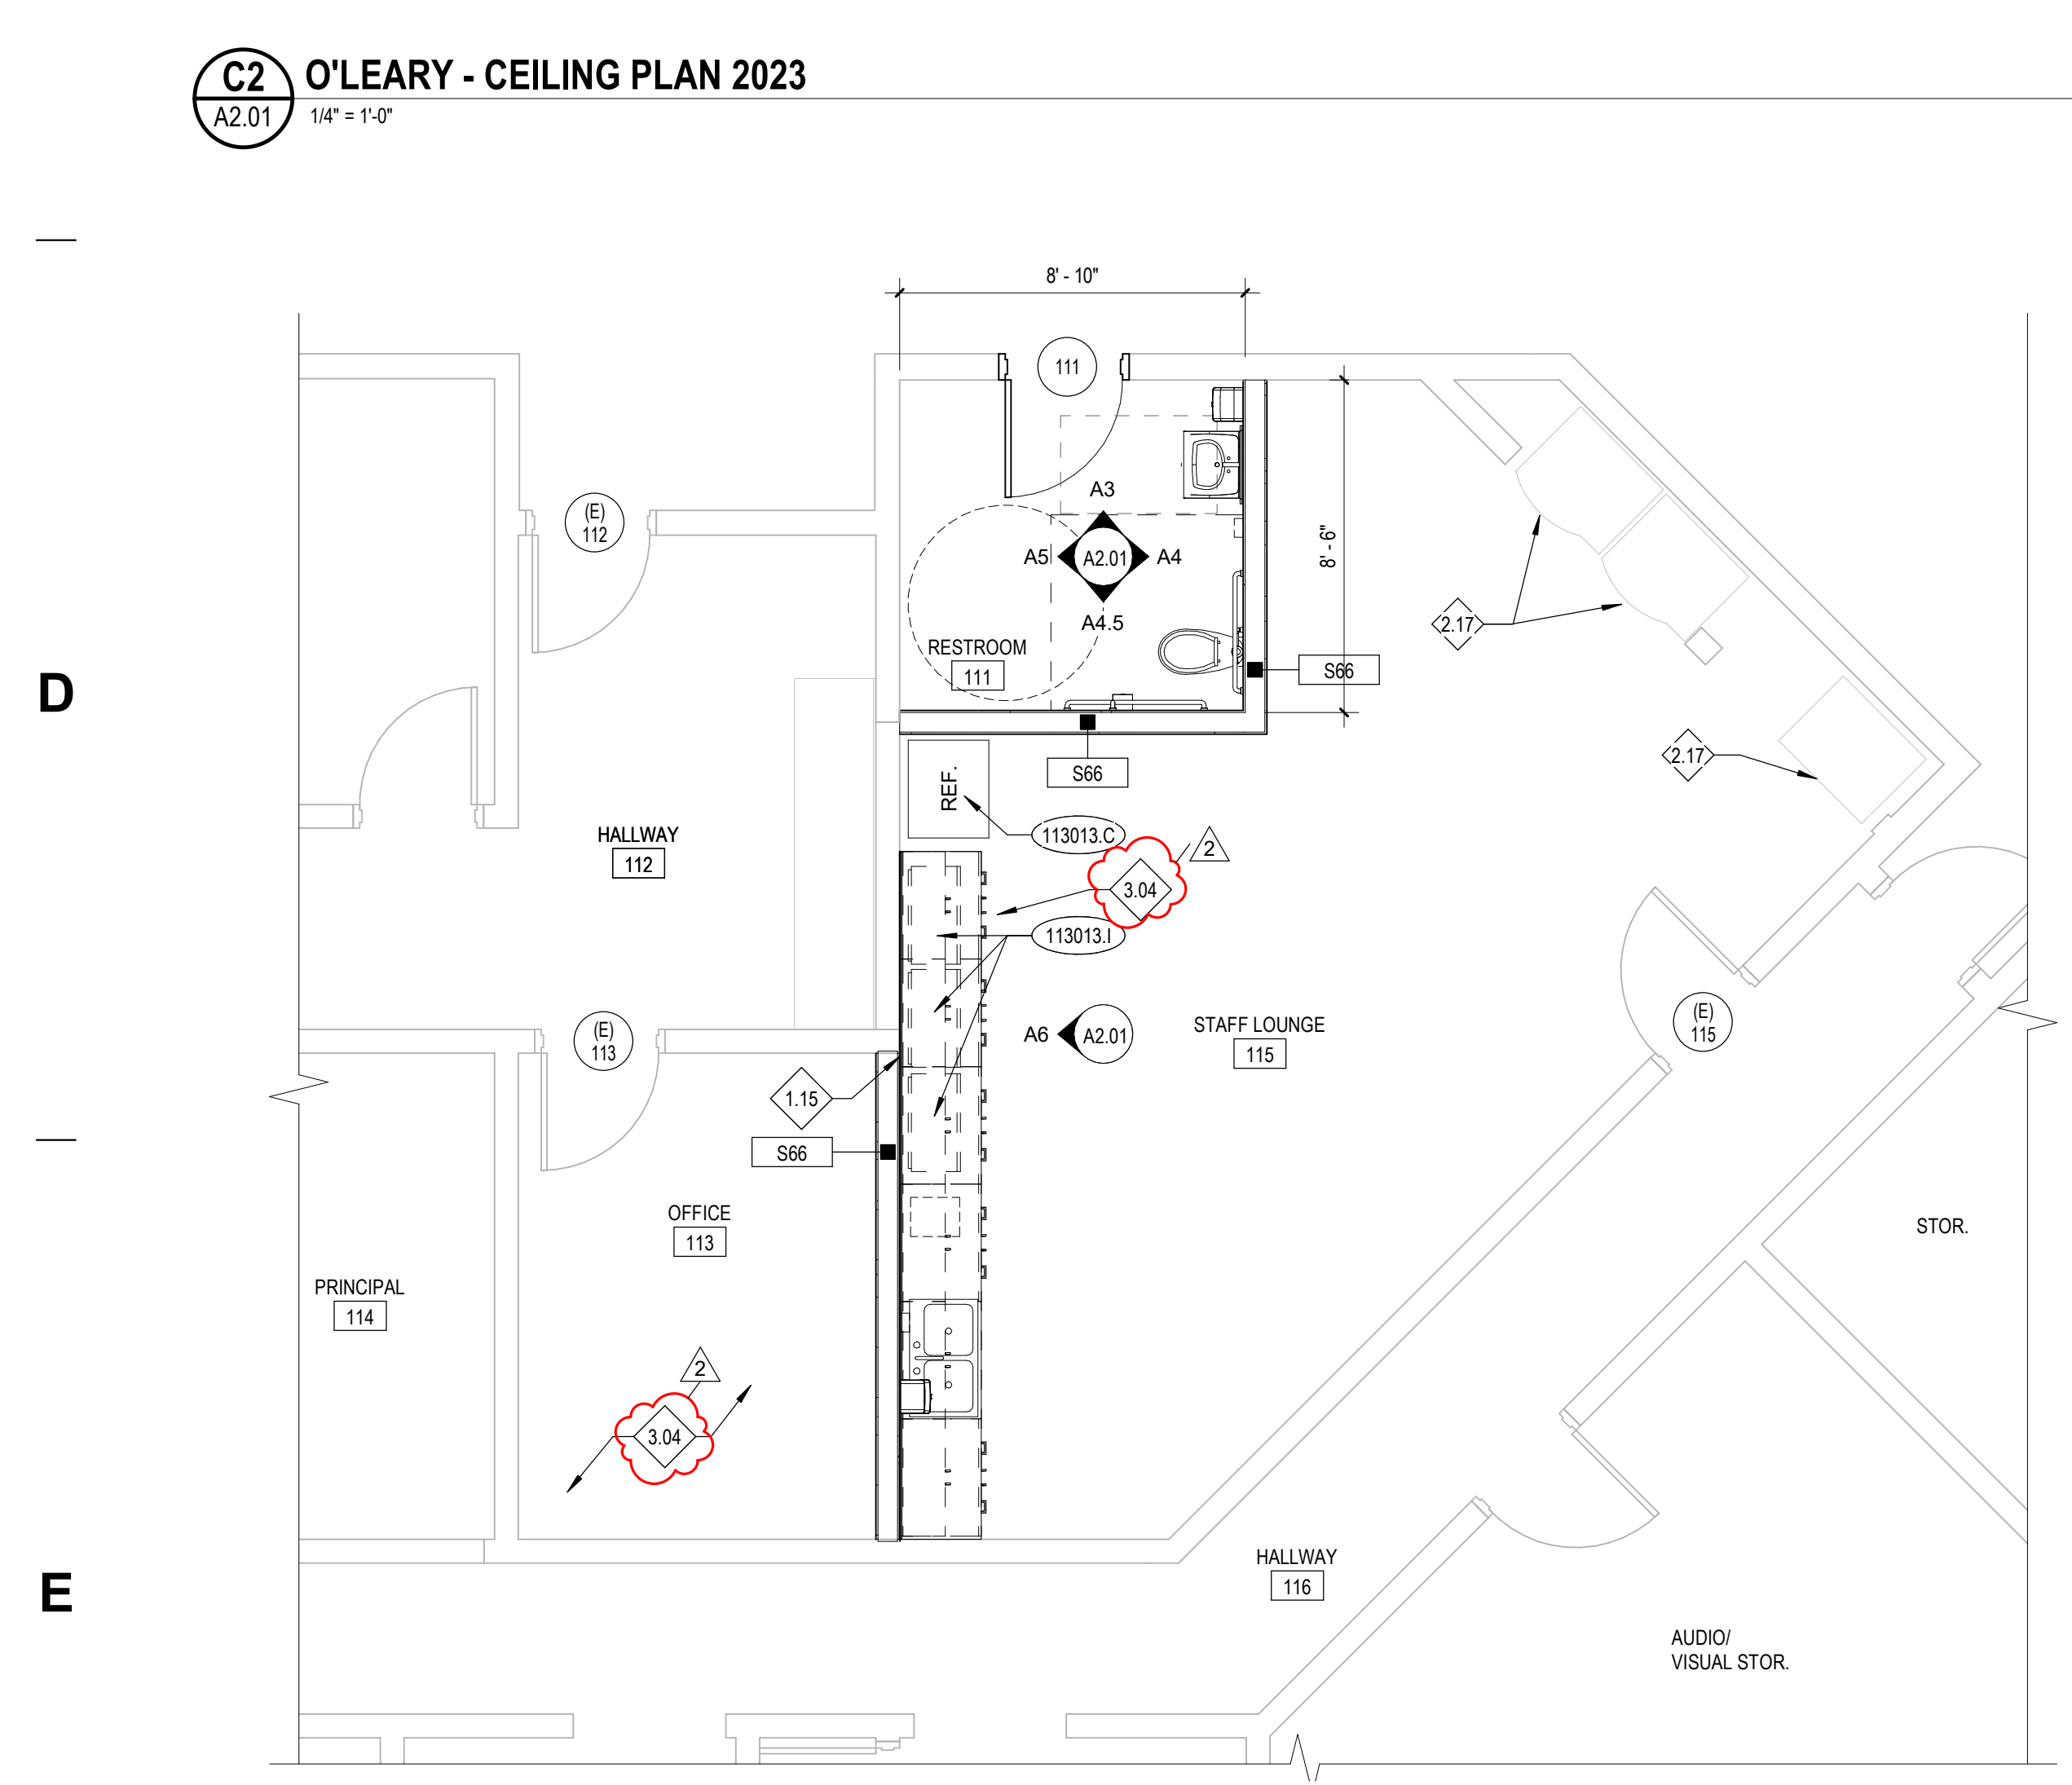 C2
A2.01
O'LEARY - CEILING PLAN 2023
1/4" = 1'-0"
8' - 10"
111
(E)
112
A3
A5
A2.01
A4
A4.5
8' - 6"
RESTROOM
111
2.17
S66
S66
2.17
D
REF.
HALLWAY
112
113013.C
2
3.04
113013.I
(E)
113
A6
A2.01
STAFF LOUNGE
115
(E)
115
1.15
S66
OFFICE
113
STOR.
PRINCIPAL
114
2
3.04
E
HALLWAY
116
AUDIO/
VISUAL STOR.